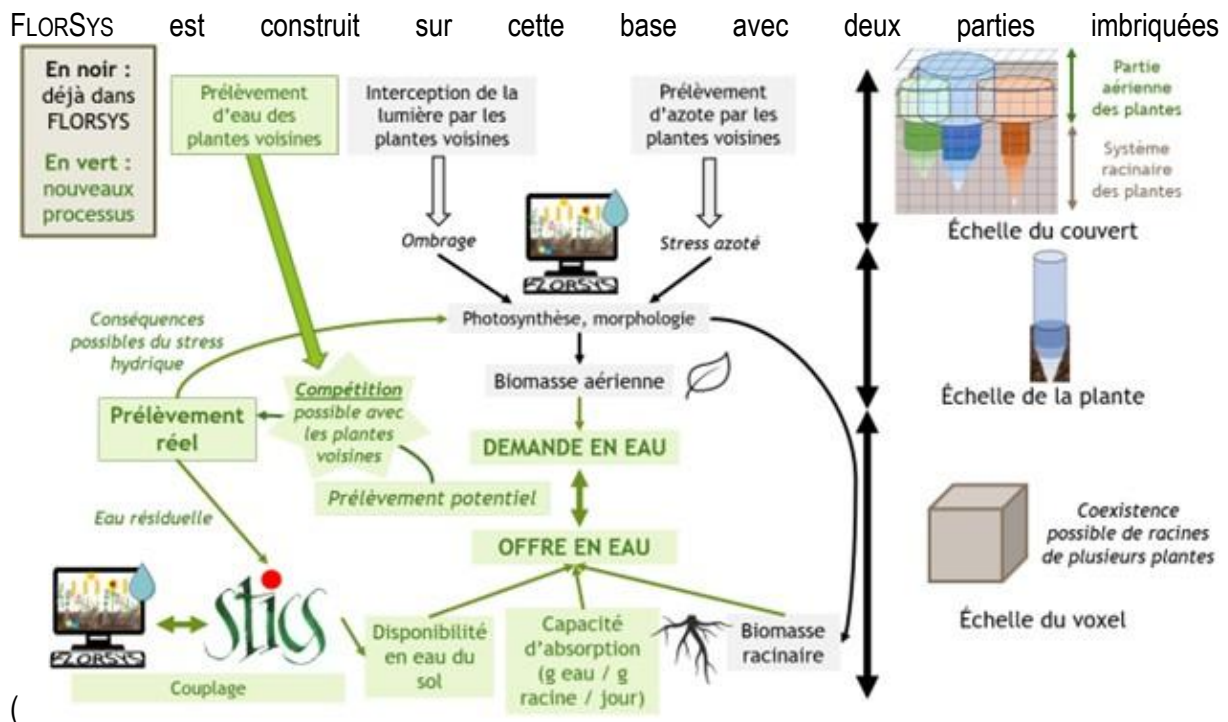 FLORSYS est construit sur cette base avec deux parties imbriquées
En noir :
déjà dans
FLORSYS
En vert :
nouveaux
processus
Prélèvement
d'eau des
plantes voisines
Interception de la
lumière par les
plantes voisines
Prélèvement
d'azote par les
plantes voisines
Partie
aérienne
des plantes
Système
racinaire
des plantes
Échelle du couvert
Ombrage
Stress azoté
FLORSYS
Conséquences
possibles du stress
hydrique
Photosynthèse, morphologie
Biomasse aérienne
Échelle de la plante
Compétition
possible avec
les plantes
voisines
Prélèvement
réel
DEMANDE EN EAU
Prélèvement potentiel
Eau résiduelle
OFFRE EN EAU
Coexistence
possible de racines
de plusieurs plantes
Échelle du voxel
FLORSYS
stics
Couplage
Disponibilité
en eau du
sol
Capacité
d'absorption
(g eau / g
racine / jour)
Biomasse
racinaire
(